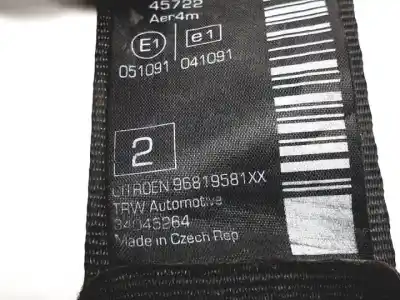 45722
Aer4m
E1 e1
051091 041091
2
CITROEN 96819581XX
TRW Automotive
34045264
Made in Czech Rep